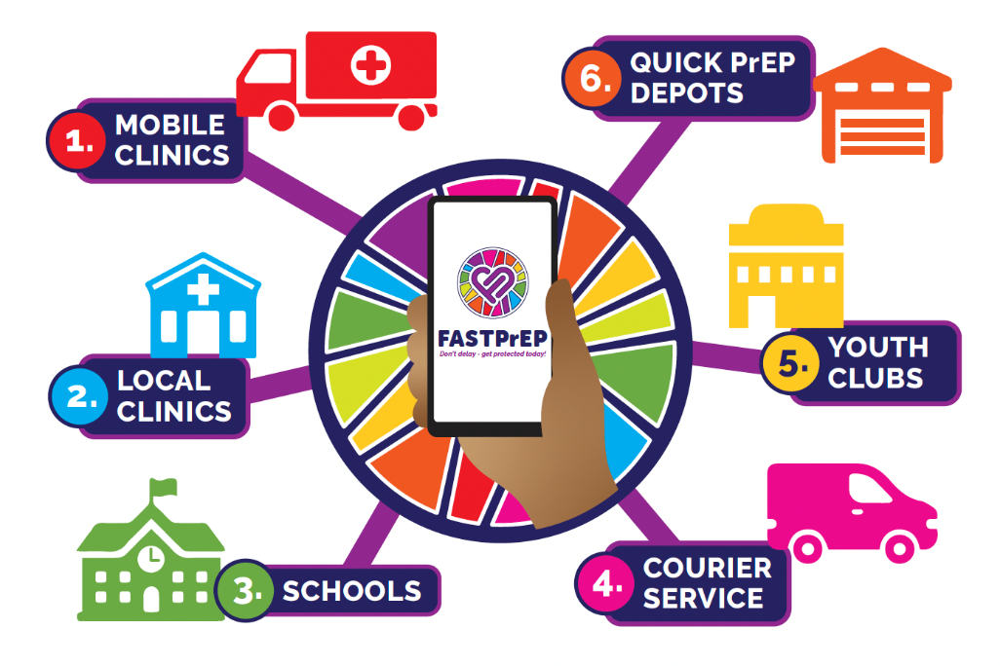 1. MOBILE
CLINICS
2. LOCAL
CLINICS
3. SCHOOLS
4. COURIER
SERVICE
5. YOUTH
CLUBS
6. QUICK PrEP
DEPOTS
FASTPrEP
Don't delay - get protected today!